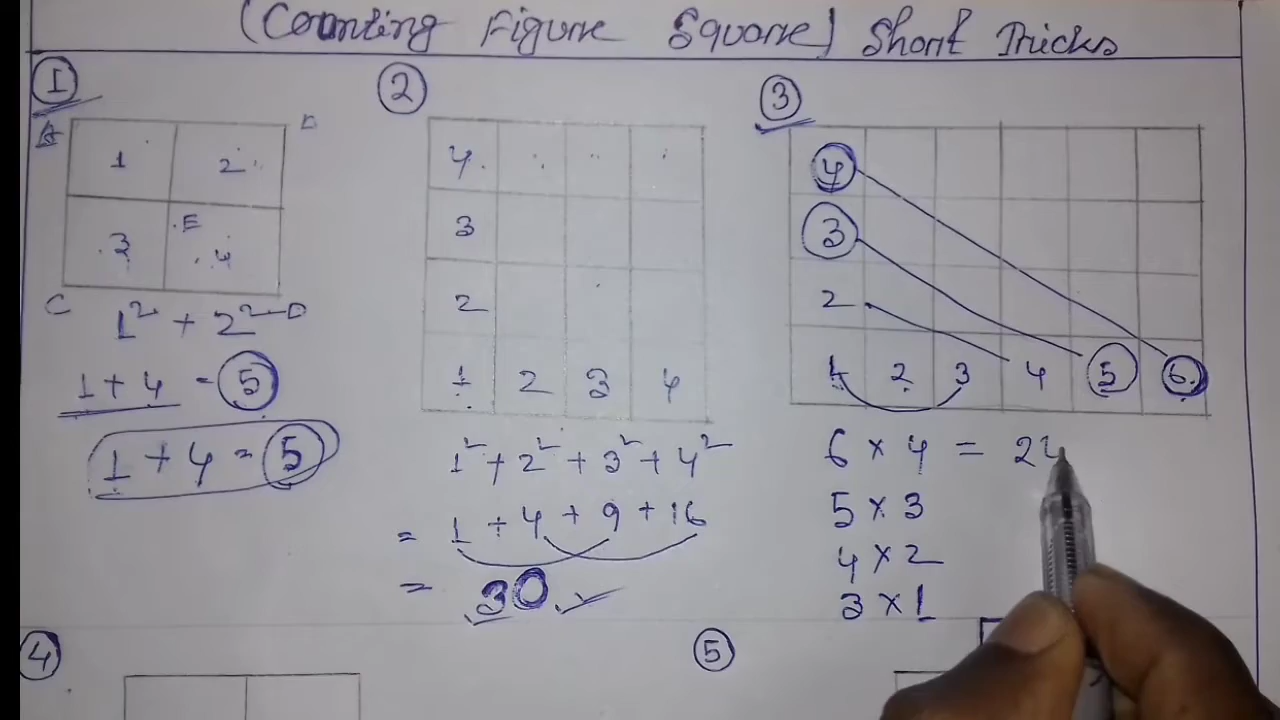 (Counting Figure Square) Short Tricks
1
A
D
1 2
E
3 4
C
D
1² + 2²
1 + 4 = 5
1 + 4 = 5
2
4
3
2
1 2 3 4
1² + 2² + 3² + 4²
= 1 + 4 + 9 + 16
= 30
3
4
3
2
1 2 3 4 5 6
6 × 4 = 24
5 × 3
4 × 2
3 × 1
4
5